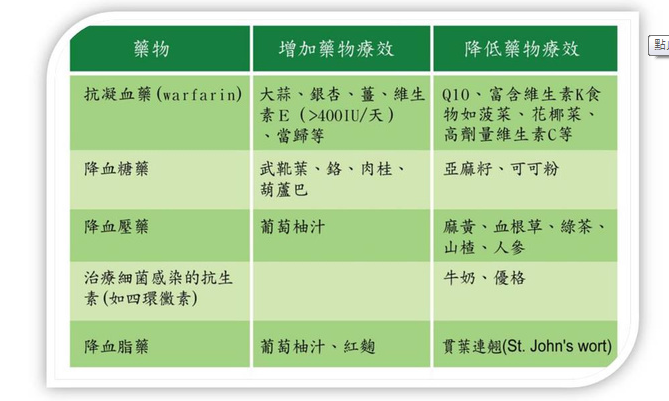 藥物 增加藥物療效 降低藥物療效
抗凝血藥(warfarin) 大蒜、銀杏、薑、維生 Q10、富含維生素K食
素E(>400IU/天) 物如菠菜、花椰菜、
、當歸等 高劑量維生素C等
降血糖藥 武靴葉、鉻、肉桂、 亞麻籽、可可粉
葫蘆巴
降血壓藥 葡萄柚汁 麻黃、血根草、綠茶、
山楂、人參
治療細菌感染的抗生 牛奶、優格
素(如四環黴素)
降血脂藥 葡萄柚汁、紅麴 貫葉連翹(St. John's wort)